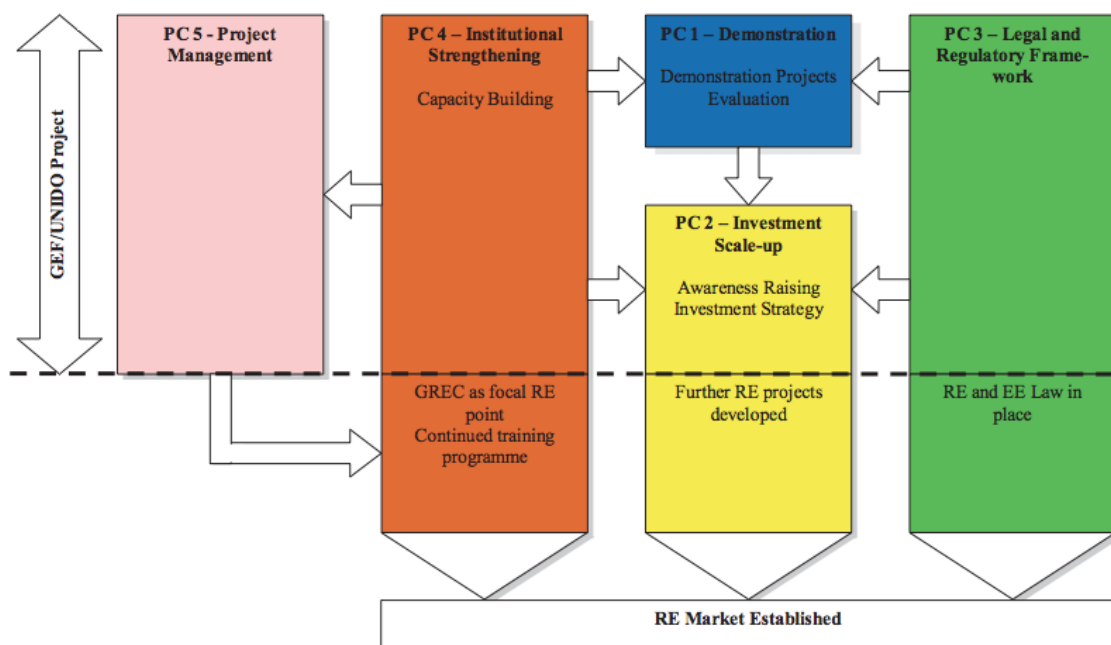 GEF/UNIDO Project
PC 5 - Project
Management
PC 4 – Institutional
Strengthening
Capacity Building
PC 1 – Demonstration
Demonstration Projects
Evaluation
PC 3 – Legal and
Regulatory Frame-
work
PC 2 – Investment
Scale-up
Awareness Raising
Investment Strategy
GREC as focal RE
point
Continued training
programme
Further RE projects
developed
RE and EE Law in
place
RE Market Established